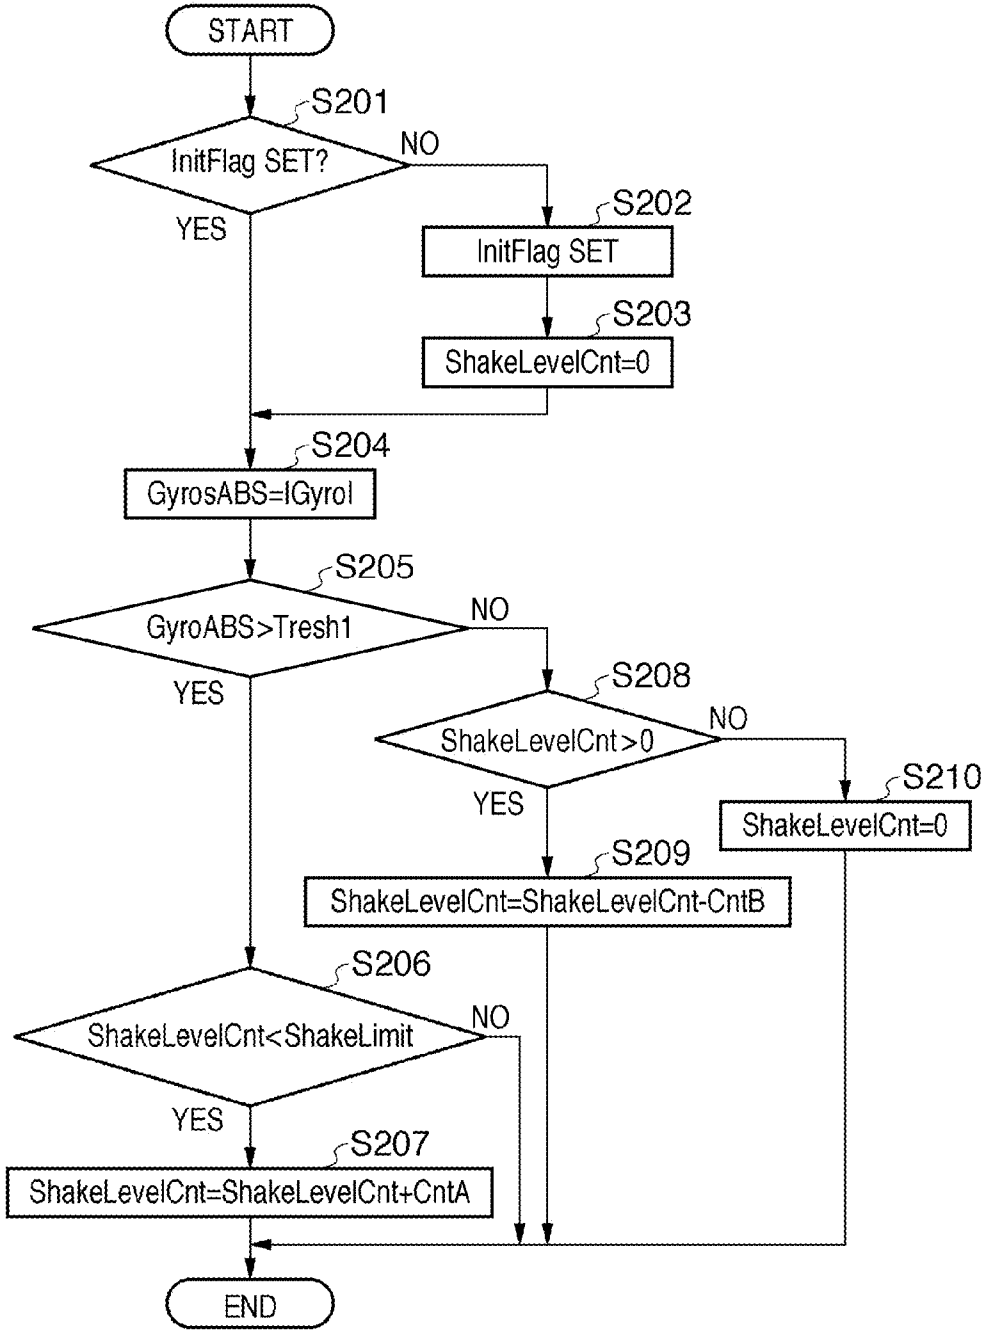 START
S201
InitFlag SET?
NO
YES
S202
InitFlag SET
S203
ShakeLevelCnt=0
S204
GyrosABS=IGyroI
S205
GyroABS>Tresh1
NO
YES
S208
ShakeLevelCnt>0
NO
YES
S210
ShakeLevelCnt=0
S209
ShakeLevelCnt=ShakeLevelCnt-CntB
S206
ShakeLevelCnt<ShakeLimit
NO
YES
S207
ShakeLevelCnt=ShakeLevelCnt+CntA
END